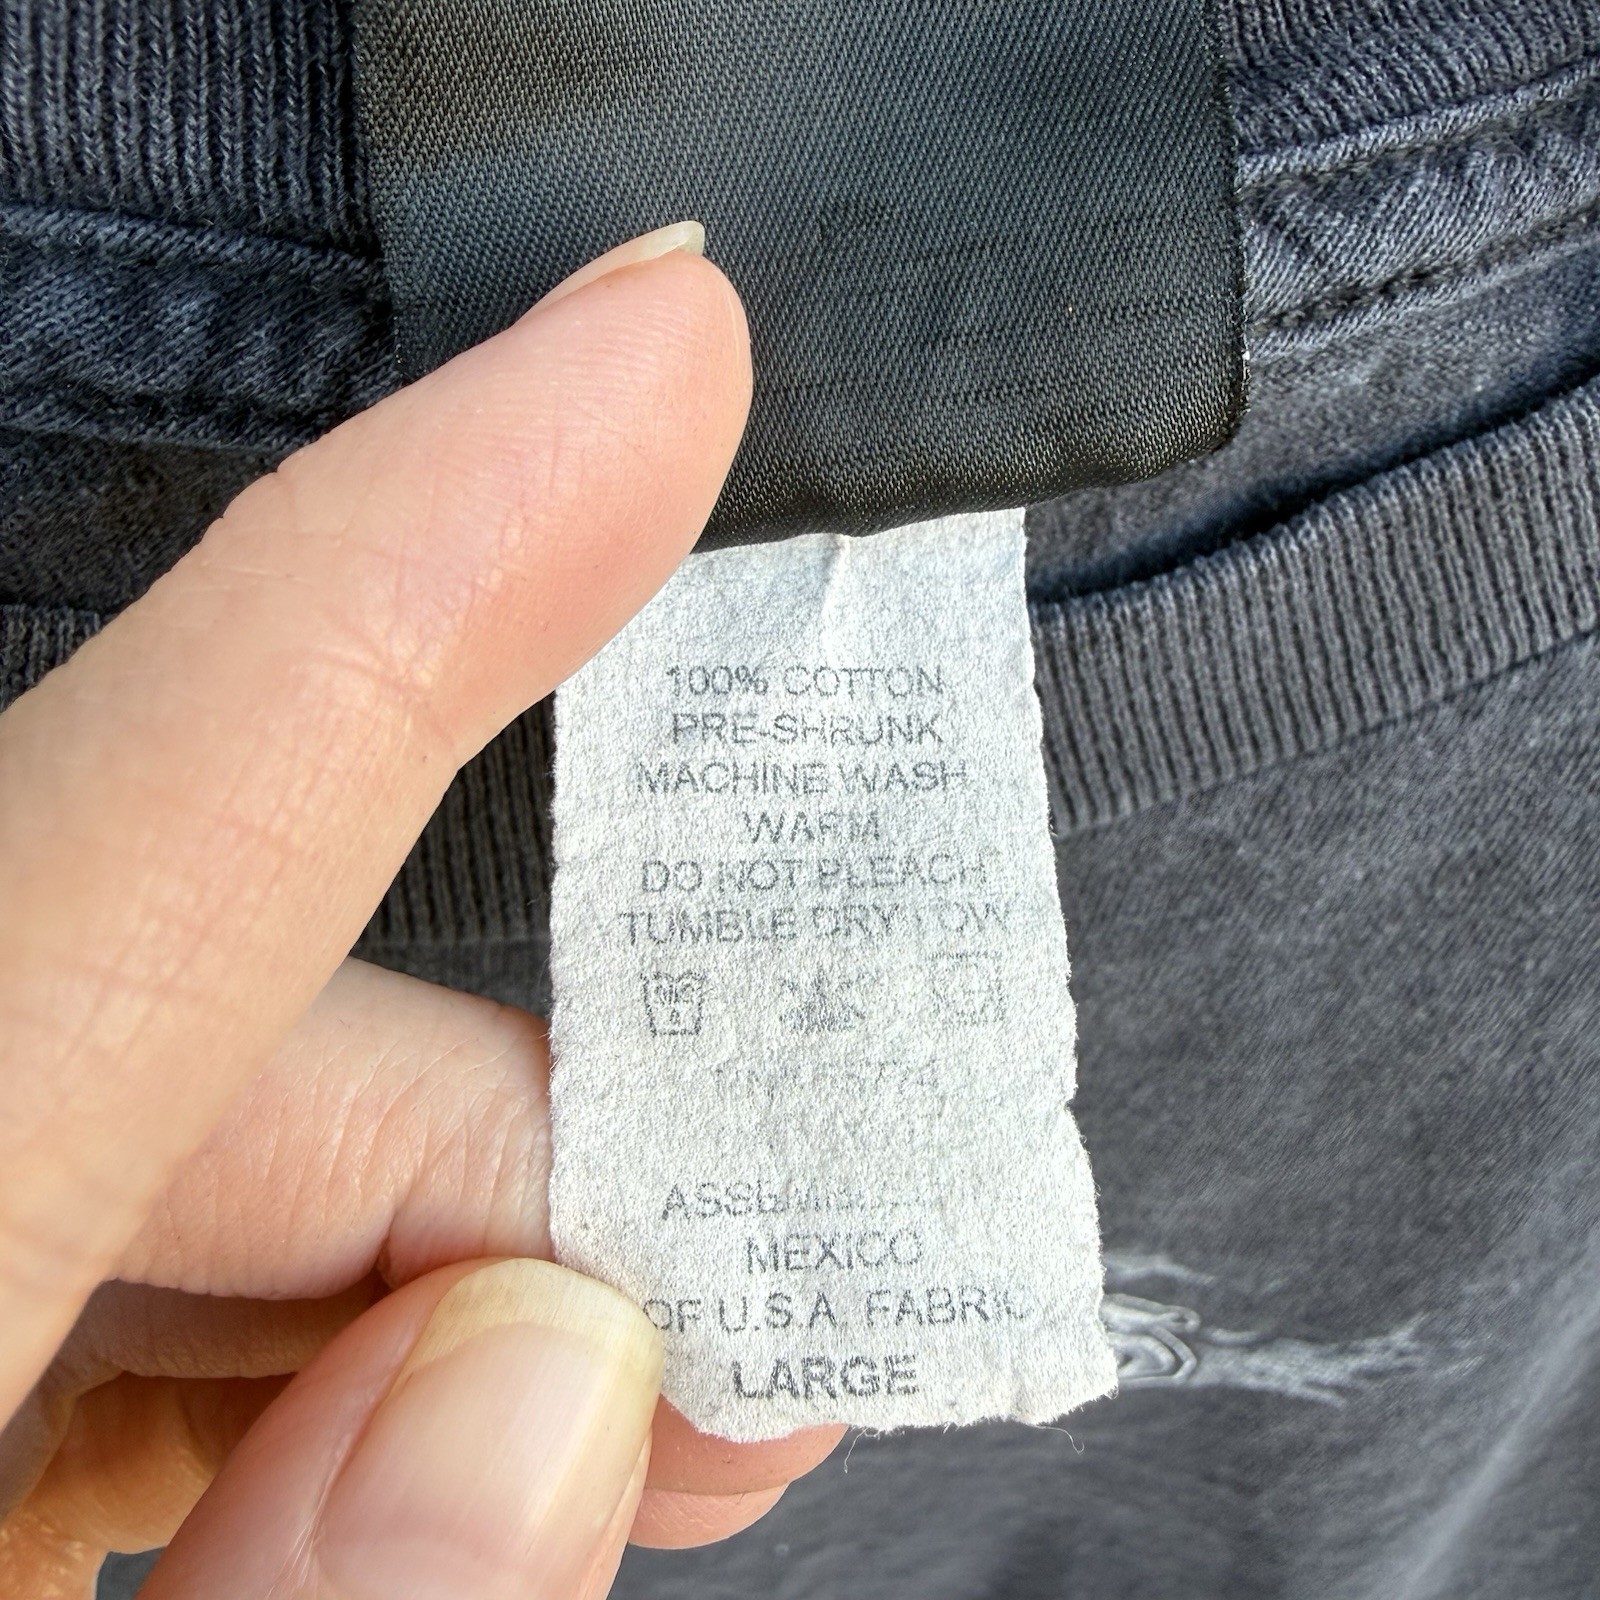 100% COTTON
PRE-SHRUNK
MACHINE WASH
WARM
DO NOT BLEACH
TUMBLE DRY LOW
MEXICO
OF U.S.A. FABRIC
LARGE